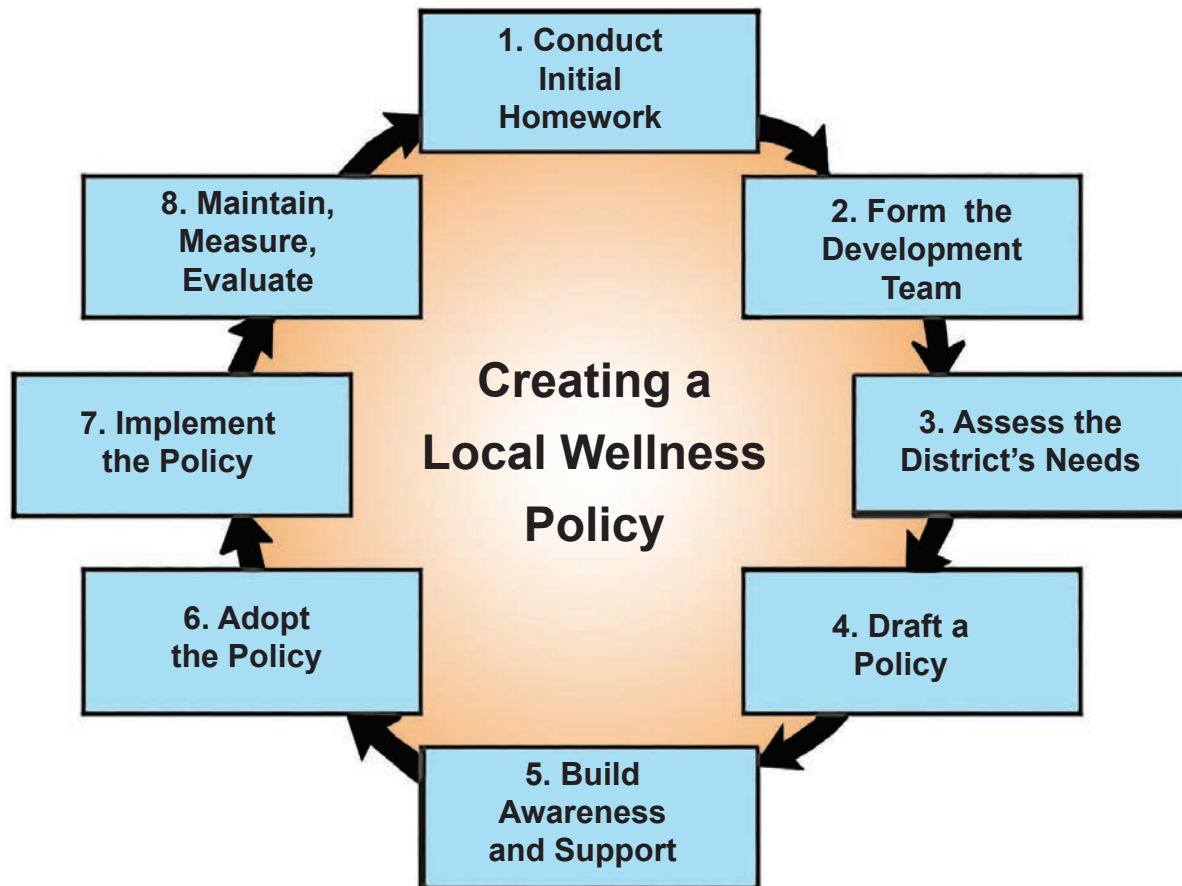 1. Conduct
Initial
Homework
2. Form the
Development
Team
3. Assess the
District's Needs
4. Draft a
Policy
5. Build
Awareness
and Support
6. Adopt
the Policy
7. Implement
the Policy
8. Maintain,
Measure,
Evaluate
Creating a
Local Wellness
Policy